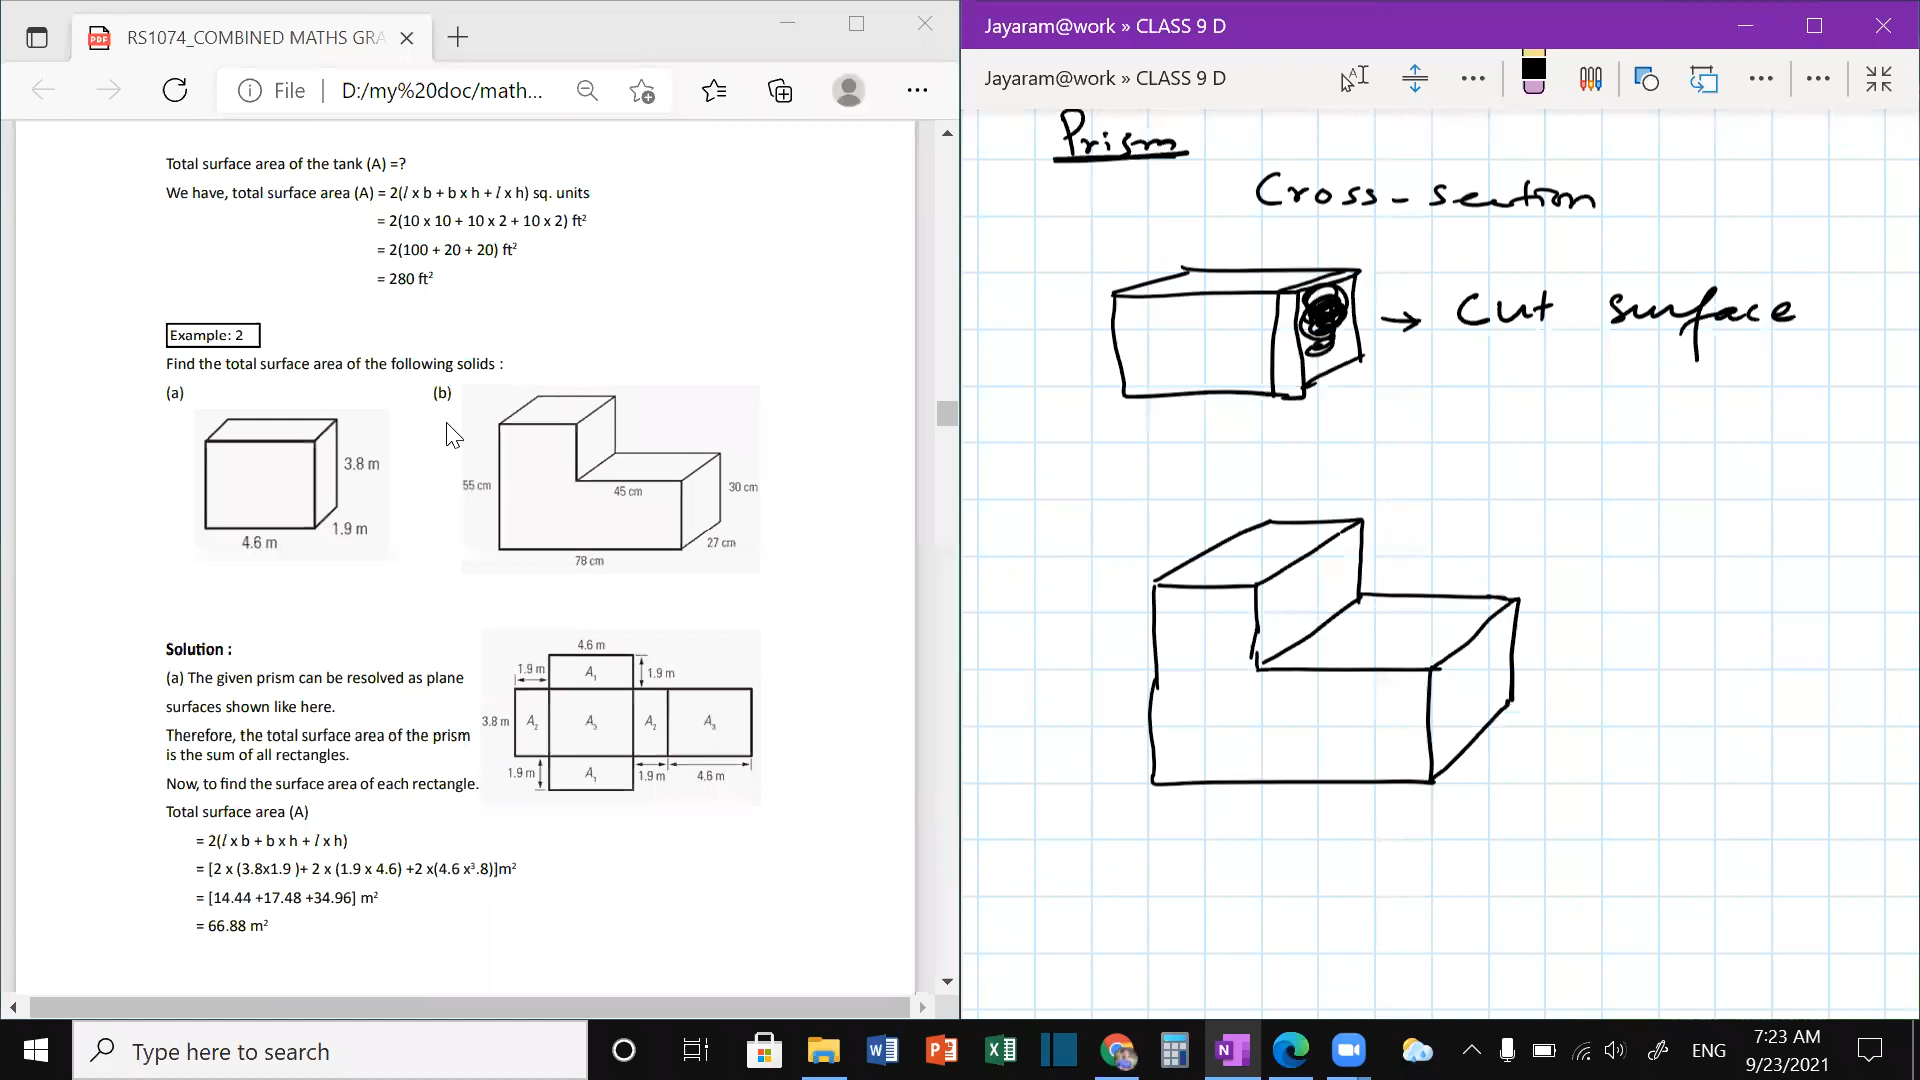 RS1074_COMBINED MATHS GRA
File
D:/my%20doc/math...
Total surface area of the tank (A) =?
We have, total surface area (A) = 2(l x b + b x h + l x h) sq. units
= 2(10 x 10 + 10 x 2 + 10 x 2) ft²
= 2(100 + 20 + 20) ft²
= 280 ft²
Example: 2
Find the total surface area of the following solids :
(a)
(b)
3.8 m
1.9 m
4.6 m
55 cm
45 cm
30 cm
27 cm
78 cm
Solution :
(a) The given prism can be resolved as plane
surfaces shown like here.
Therefore, the total surface area of the prism
is the sum of all rectangles.
Now, to find the surface area of each rectangle.
4.6 m
1.9 m
A₁
1.9 m
3.8 m
A₂
A₃
A₂
A₃
1.9 m
A₁
1.9 m
4.6 m
Total surface area (A)
= 2(l x b + b x h + l x h)
= [2 x (3.8x1.9 )+ 2 x (1.9 x 4.6) +2 x(4.6 x³.8)]m²
= [14.44 +17.48 +34.96] m²
= 66.88 m²
Jayaram@work » CLASS 9 D
Jayaram@work » CLASS 9 D
Prism
Cross-section
→ Cut surface
Type here to search
ENG
7:23 AM
9/23/2021